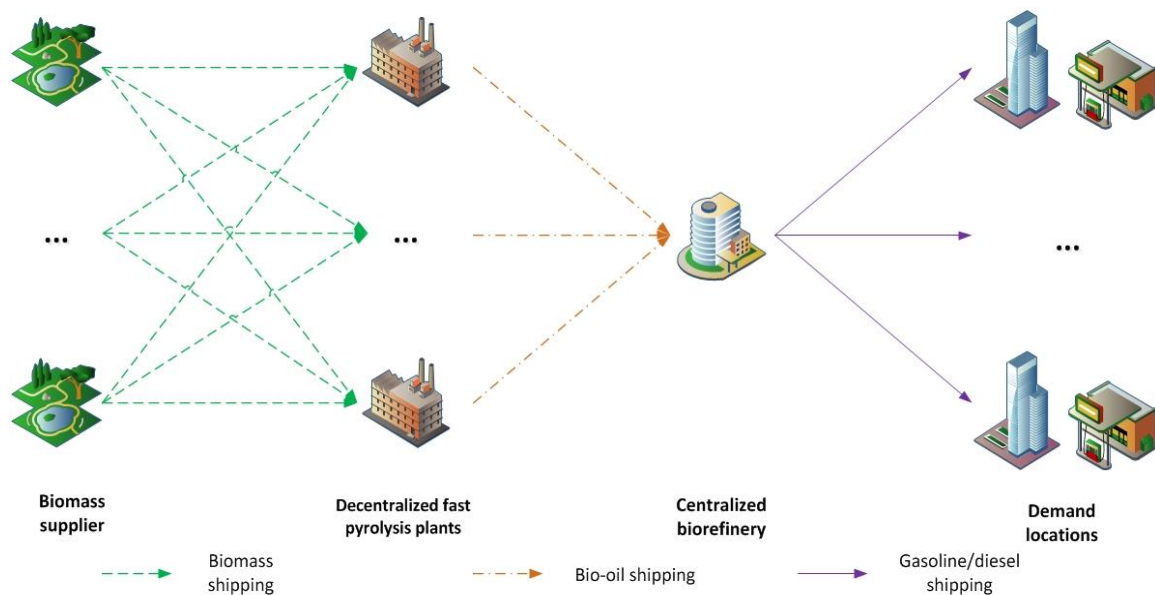 ... ... ...
Biomass
supplier
Decentralized fast
pyrolysis plants
Centralized
biorefinery
Demand
locations
Biomass
shipping
Bio-oil shipping
Gasoline/diesel
shipping